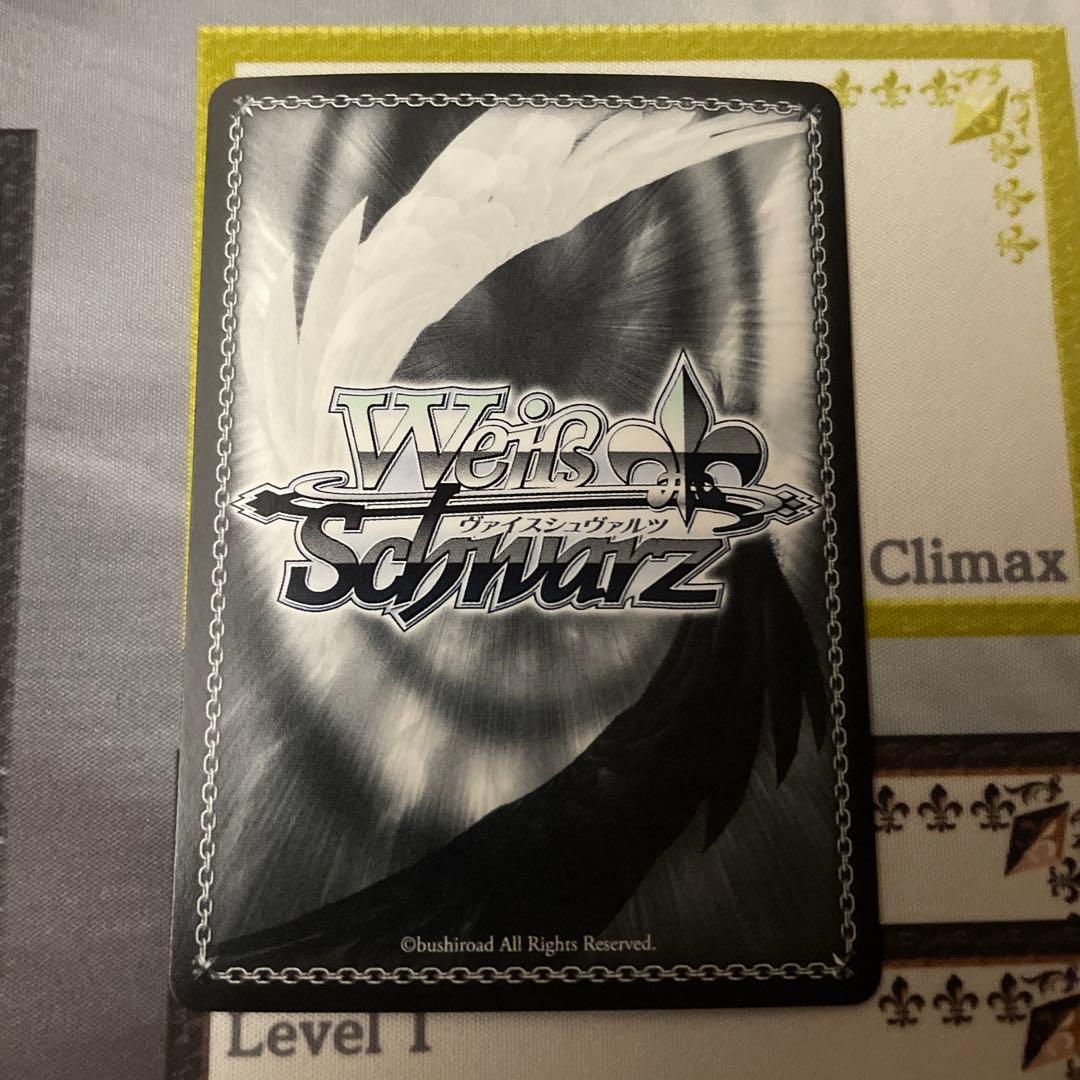 Weiß
ヴァイスシュヴァルツ
Schwarz
Climax
©bushiroad All Rights Reserved.
Level 1